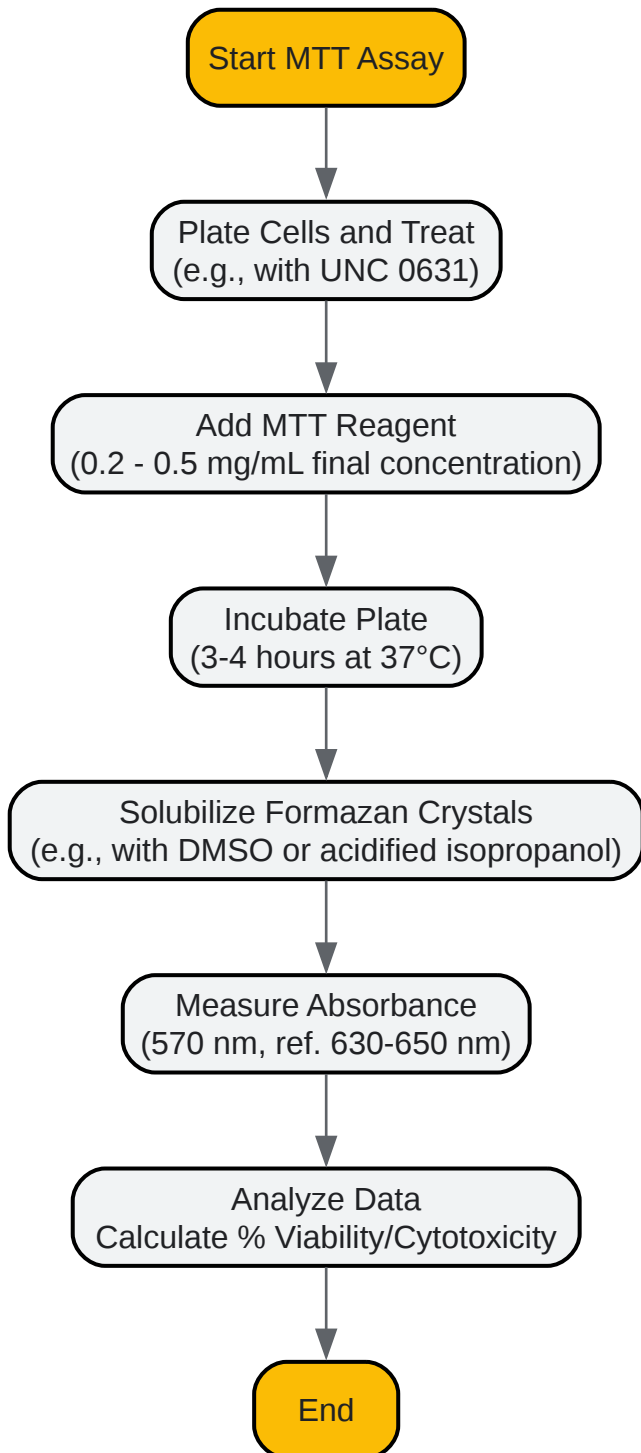 Start MTT Assay
Plate Cells and Treat
(e.g., with UNC 0631)
Add MTT Reagent
(0.2 - 0.5 mg/mL final concentration)
Incubate Plate
(3-4 hours at 37°C)
Solubilize Formazan Crystals
(e.g., with DMSO or acidified isopropanol)
Measure Absorbance
(570 nm, ref. 630-650 nm)
Analyze Data
Calculate % Viability/Cytotoxicity
End